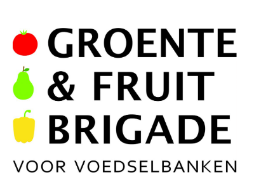 GROENTE
& FRUIT
BRIGADE
VOOR VOEDSELBANKEN